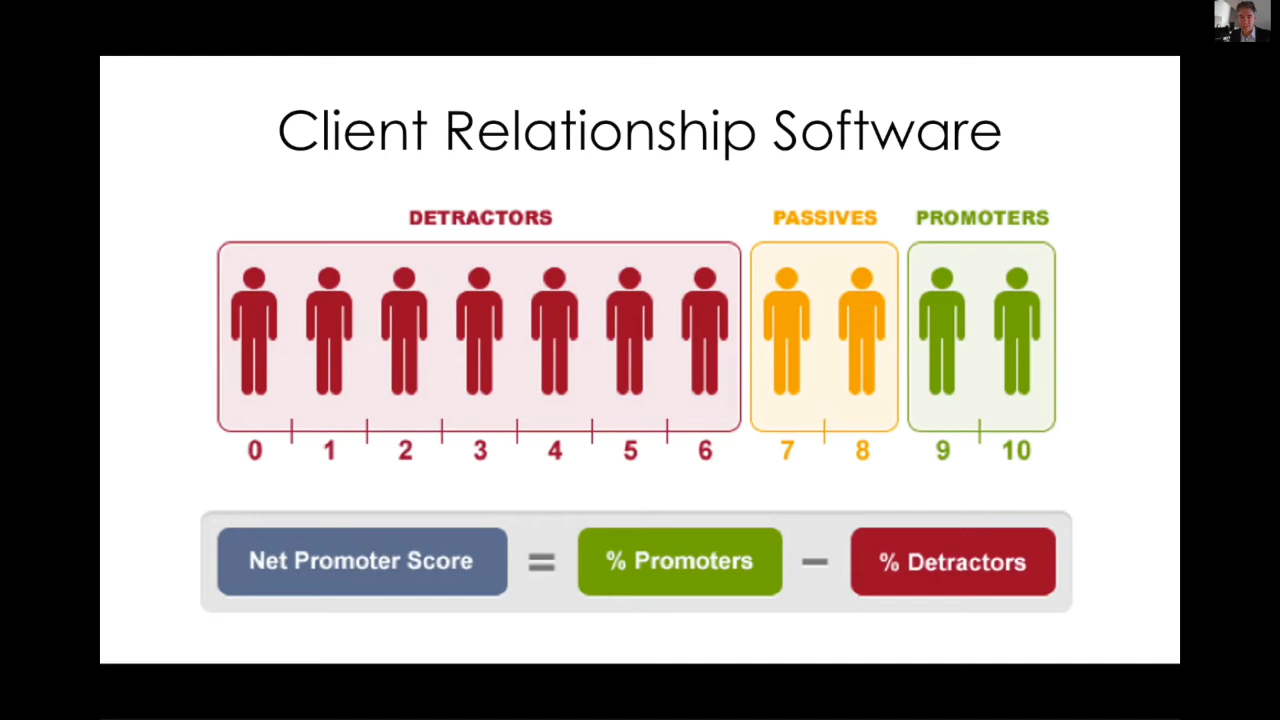 Client Relationship Software
DETRACTORS PASSIVES PROMOTERS
0 1 2 3 4 5 6 7 8 9 10
Net Promoter Score = % Promoters − % Detractors